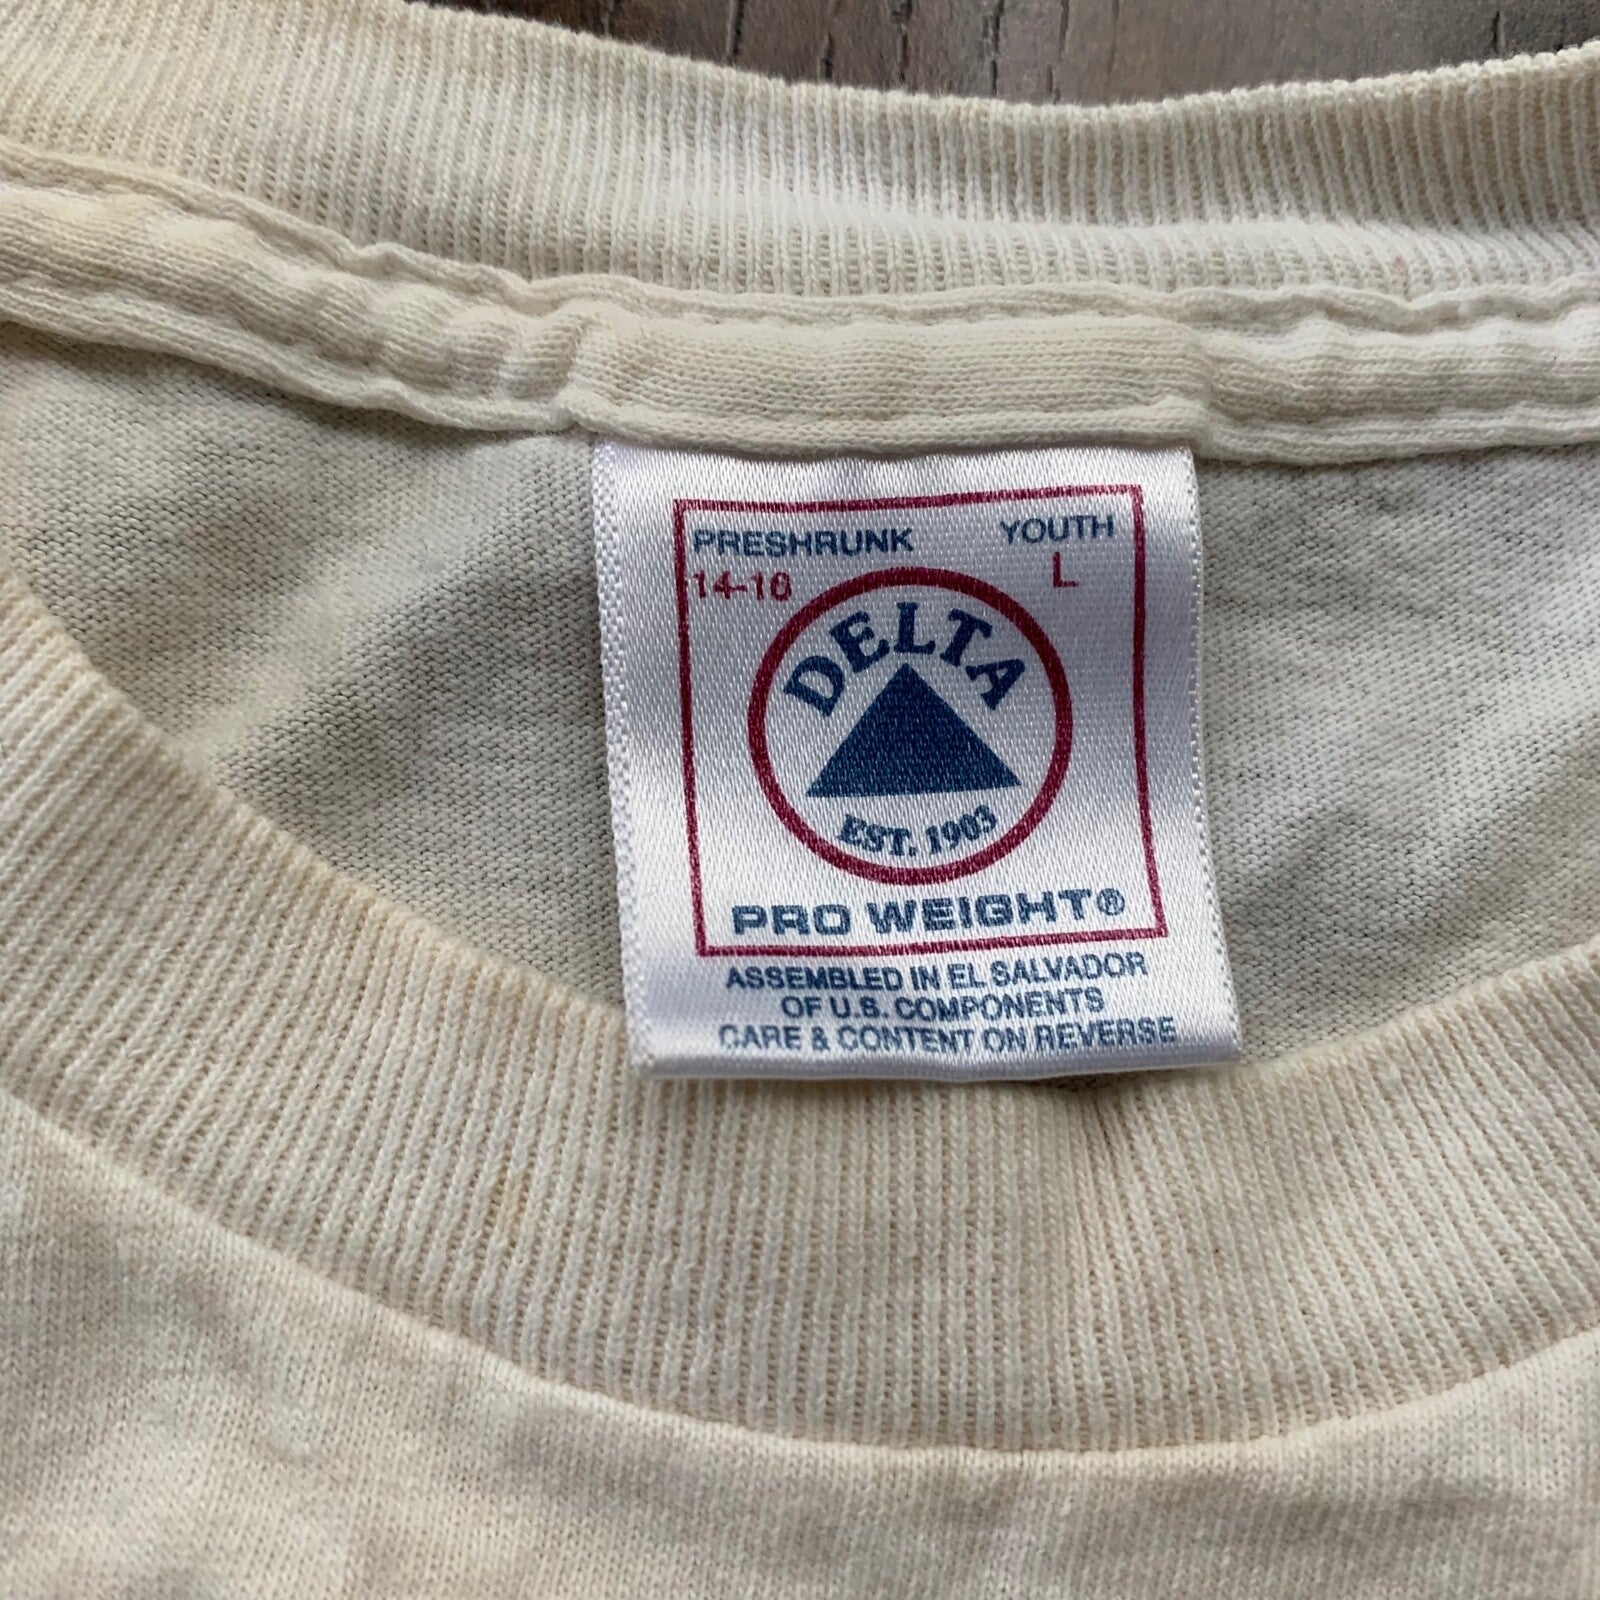 PRESHRUNK YOUTH
14-16 L
DELTA
EST. 1903
PRO WEIGHT®
ASSEMBLED IN EL SALVADOR
OF U.S. COMPONENTS
CARE & CONTENT ON REVERSE